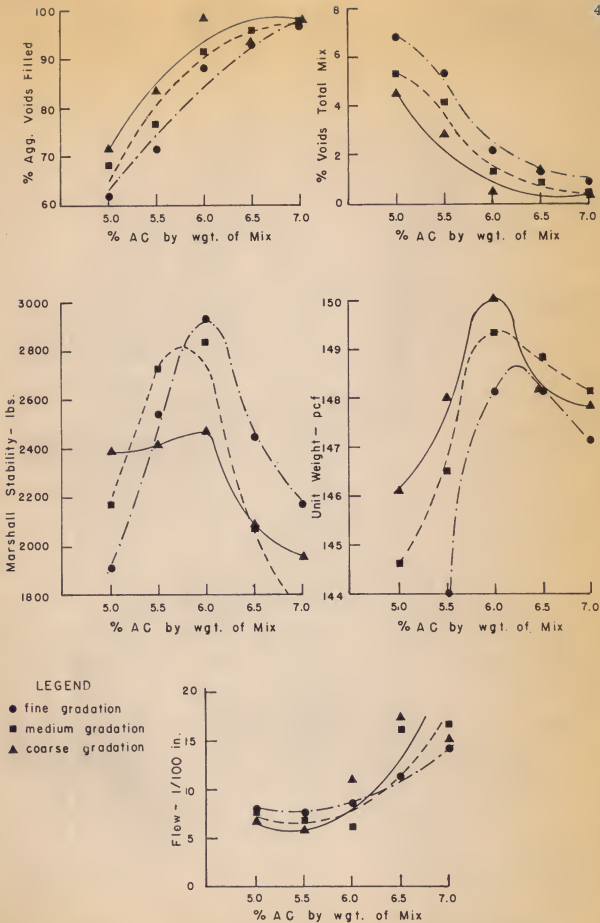 4
% Agg. Voids Filled
100
90
80
70
60
5.0 5.5 6.0 6.5 7.0
% AC by wgt. of Mix
% Voids Total Mix
8
6
4
2
0
5.0 5.5 6.0 6.5 7.0
% AC by wgt. of Mix
Marshall Stability - lbs.
3000
2800
2600
2400
2200
2000
1800
5.0 5.5 6.0 6.5 7.0
% AC by wgt. of Mix
Unit Weight - pcf
150
149
148
147
146
145
144
5.0 5.5 6.0 6.5 7.0
% AC by wgt. of Mix
LEGEND
fine gradation
medium gradation
coarse gradation
Flow - 1/100 in.
20
15
10
5
0
5.0 5.5 6.0 6.5 7.0
% AC by wgt. of Mix